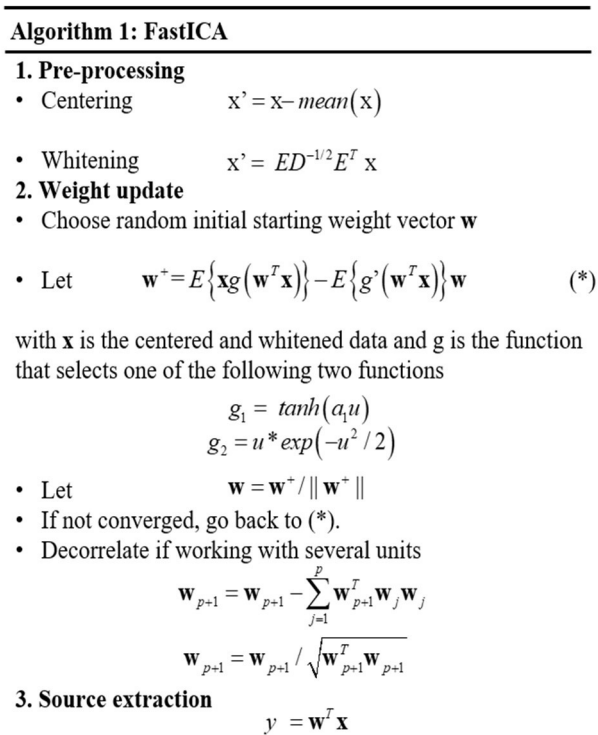 Algorithm 1: FastICA
1. Pre-processing
• Centering x’ = x– mean(x)
• Whitening x’ = ED^{-1/2}E^T x
2. Weight update
• Choose random initial starting weight vector w
• Let w^+ = E{xg(w^T x)} – E{g’(w^T x)}w (*)
with x is the centered and whitened data and g is the function
that selects one of the following two functions
g_1 = tanh(a_1u)
g_2 = u * exp(–u^2 / 2)
• Let w = w^+ / || w^+ ||
• If not converged, go back to (*).
• Decorrelate if working with several units
w_{p+1} = w_{p+1} – \sum_{j=1}^{p} w_{p+1}^T w_j w_j
w_{p+1} = w_{p+1} / \sqrt{w_{p+1}^T w_{p+1}}
3. Source extraction
y = w^T x